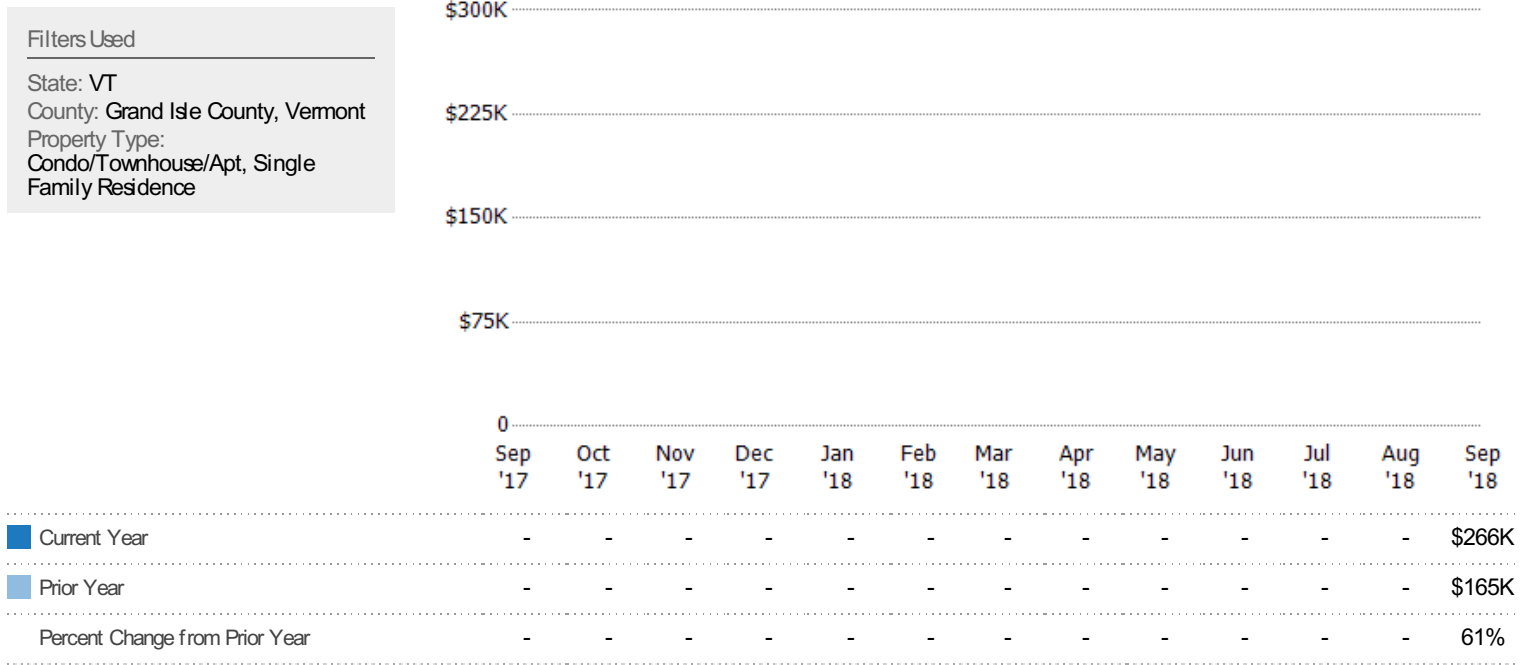 Filters Used
State: VT
County: Grand Isle County, Vermont
Property Type:
Condo/Townhouse/Apt, Single
Family Residence
$300K
$225K
$150K
$75K
0
Sep Oct Nov Dec Jan Feb Mar Apr May Jun Jul Aug Sep
'17 '17 '17 '17 '18 '18 '18 '18 '18 '18 '18 '18 '18
Current Year - - - - - - - - - - - - $266K
Prior Year - - - - - - - - - - - - $165K
Percent Change from Prior Year - - - - - - - - - - - - 61%